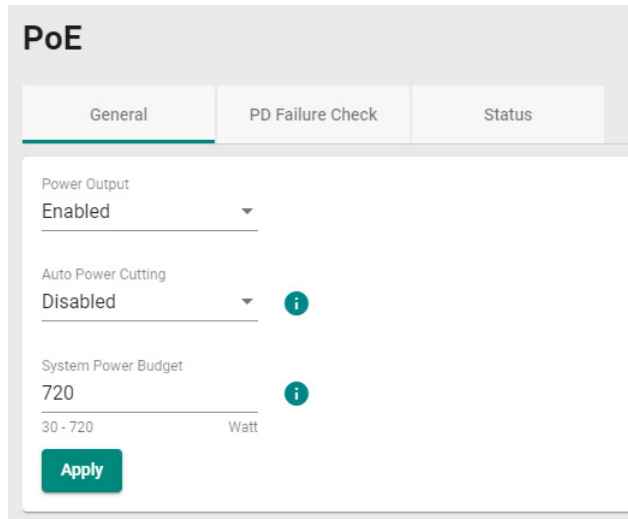 PoE
General PD Failure Check Status
Power Output
Enabled
Auto Power Cutting
Disabled
i
System Power Budget
720
i
30 - 720 Watt
Apply